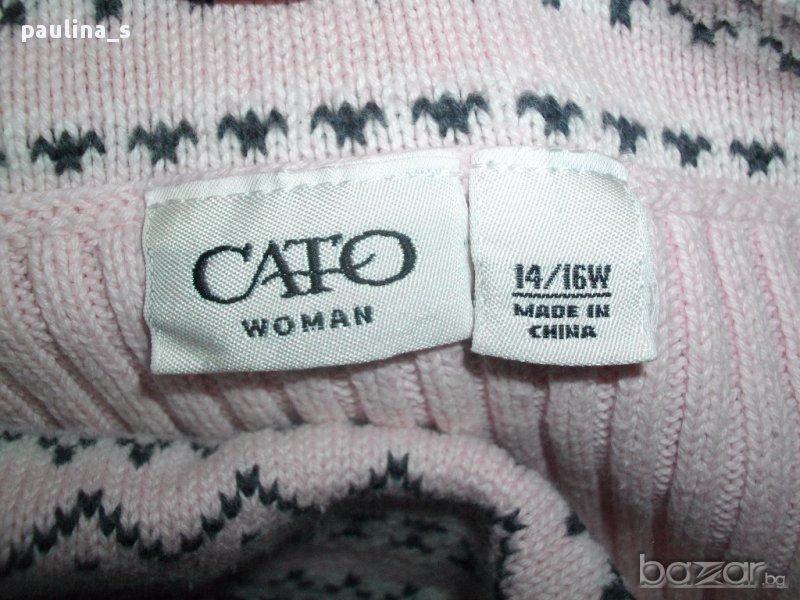 paulina_s
CATO
WOMAN
14/16W
MADE IN
CHINA
bazar.bg